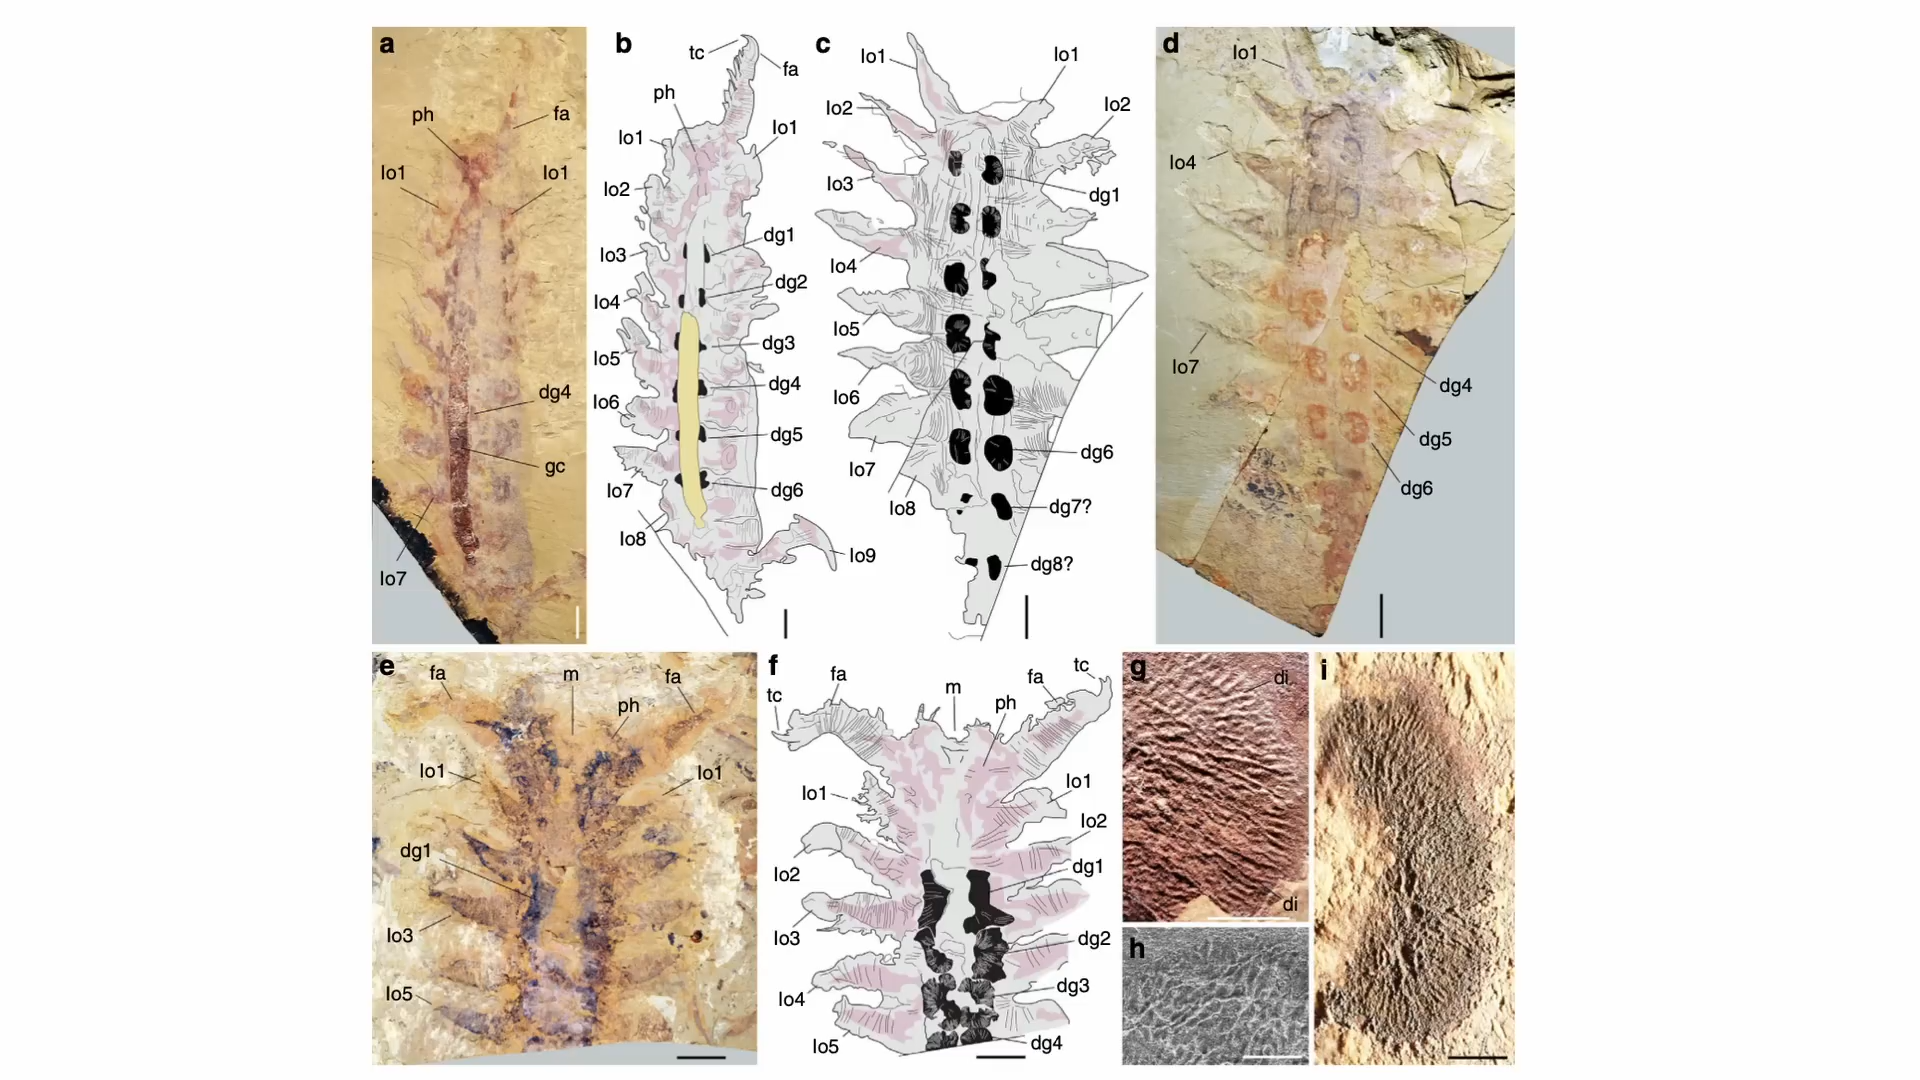 a
ph
fa
lo1
lo1
dg4
gc
lo7
b
tc
fa
ph
lo1
lo1
lo2
lo3
dg1
dg2
lo4
dg3
lo5
dg4
lo6
dg5
lo7
dg6
lo8
lo9
c
lo1
lo1
lo2
lo2
lo3
dg1
lo4
lo5
lo6
lo7
dg6
lo8
dg7?
dg8?
d
lo1
lo4
lo7
dg4
dg5
dg6
e
fa
m
fa
ph
lo1
lo1
dg1
lo3
lo5
f
tc
fa
m
fa
tc
ph
lo1
lo1
lo2
lo2
dg1
lo3
dg2
lo4
dg3
lo5
dg4
g
di
di
h
i